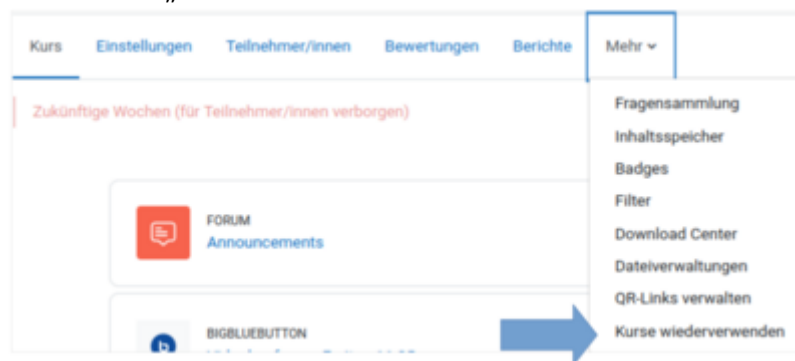 „
Kurs Einstellungen Teilnehmer/innen Bewertungen Berichte Mehr
Zukünftige Wochen (für Teilnehmer/innen verborgen)
Fragensammlung
Inhaltsspeicher
Badges
Filter
Download Center
Dateiverwaltungen
QR-Links verwalten
Kurse wiederverwenden
FORUM
Announcements
BIGBLUEBUTTON